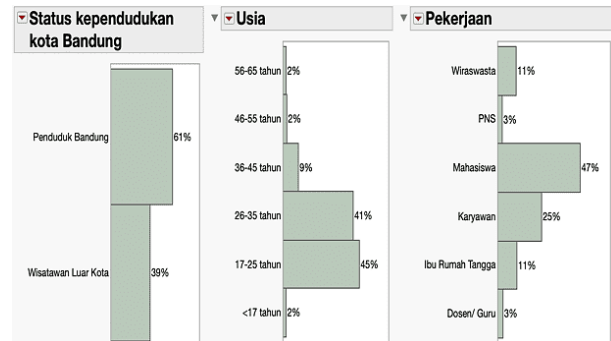 Status kependudukan
kota Bandung
Penduduk Bandung 61%
Wisatawan Luar Kota 39%
Usia
56-65 tahun 2%
46-55 tahun 2%
36-45 tahun 9%
26-35 tahun 41%
17-25 tahun 45%
<17 tahun 2%
Pekerjaan
Wiraswasta 11%
PNS 3%
Mahasiswa 47%
Karyawan 25%
Ibu Rumah Tangga 11%
Dosen/ Guru 3%